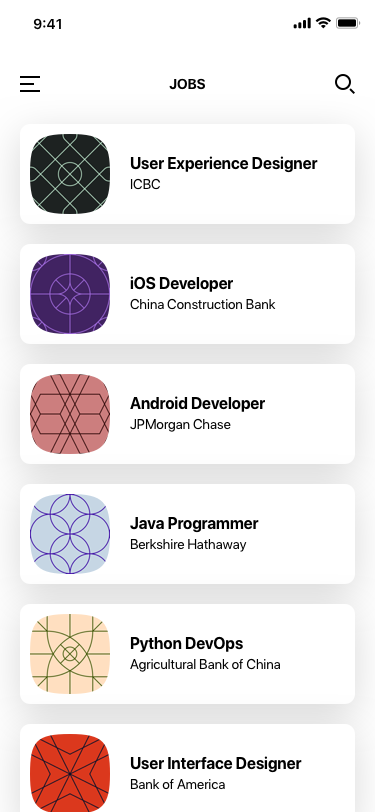 9:41
JOBS
User Experience Designer
ICBC
iOS Developer
China Construction Bank
Android Developer
JPMorgan Chase
Java Programmer
Berkshire Hathaway
Python DevOps
Agricultural Bank of China
User Interface Designer
Bank of America